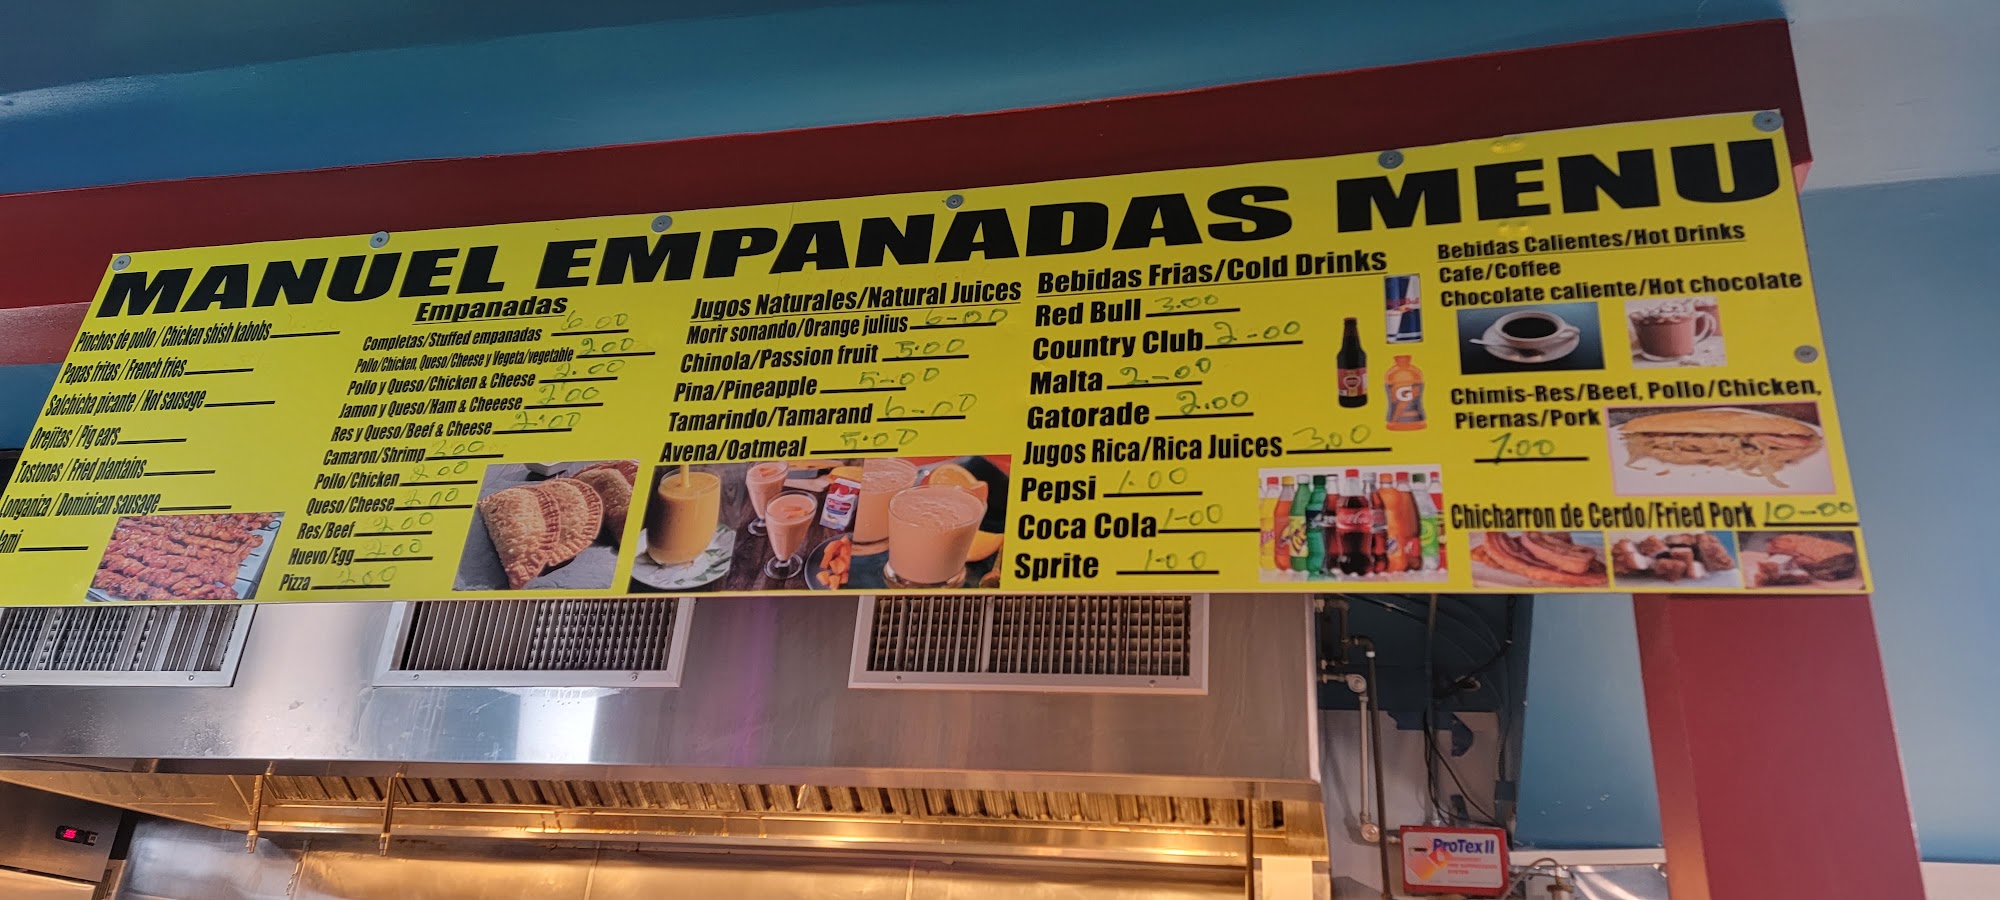 MANUEL EMPANADAS MENU
Pinchos de pollo / Chicken shish kabobs
Papas fritas / French fries
Salchicha picante / Hot sausage
Orejitas / Pig ears
Tostones / Fried plantains
Longaniza / Dominican sausage
ami
Empanadas
Completas/Stuffed empanadas 6.00
Pollo/Chicken, Queso/Cheese y Vegeta/vegetable 2.00
Pollo y Queso/Chicken & Cheese 2.00
Jamon y Queso/Ham & Cheeese 2.00
Res y Queso/Beef & Cheese 2.00
Camaron/Shrimp
Pollo/Chicken 2.00
Queso/Cheese 2.00
Res/Beef 2.00
Huevo/Egg 2.00
Pizza 2.00
Jugos Naturales/Natural Juices
Morir sonando/Orange julius 6-00
Chinola/Passion fruit 5.00
Pina/Pineapple 5-00
Tamarindo/Tamarand 6-00
Avena/Oatmeal 5.00
Bebidas Frias/Cold Drinks
Red Bull 3.00
Country Club 2-00
Malta 2-00
Gatorade 2.00
Jugos Rica/Rica Juices 3,00
Pepsi 1.00
Coca Cola 1-00
Sprite 1-00
Bebidas Calientes/Hot Drinks
Cafe/Coffee
Chocolate caliente/Hot chocolate
Chimis-Res/Beef, Pollo/Chicken,
Piernas/Pork
7.00
Chicharron de Cerdo/Fried Pork 10-00
ProTex II